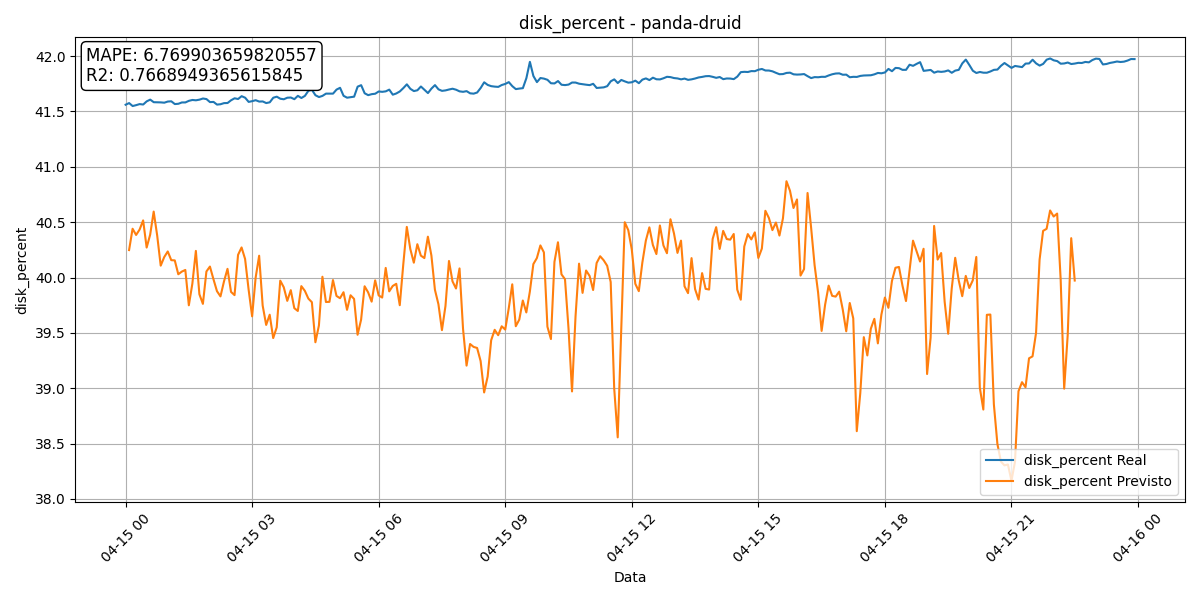 disk_percent - panda-druid
MAPE: 6.769903659820557
R2: 0.7668949365615845
42.0
41.5
41.0
40.5
40.0
39.5
39.0
38.5
38.0
disk_percent
disk_percent Real
disk_percent Previsto
04-15 00
04-15 03
04-15 06
04-15 09
04-15 12
04-15 15
04-15 18
04-15 21
04-16 00
Data